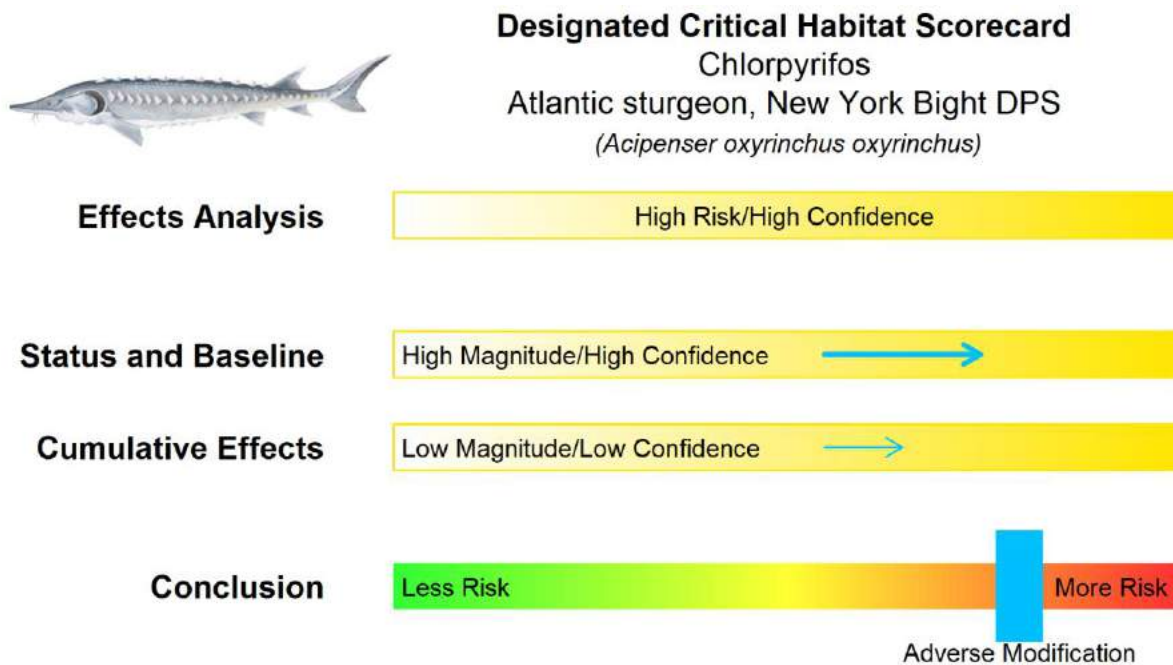 Designated Critical Habitat Scorecard
Chlorpyrifos
Atlantic sturgeon, New York Bight DPS
(Acipenser oxyrinchus oxyrinchus)
Effects Analysis
High Risk/High Confidence
Status and Baseline
High Magnitude/High Confidence
Cumulative Effects
Low Magnitude/Low Confidence
Conclusion
Less Risk
More Risk
Adverse Modification